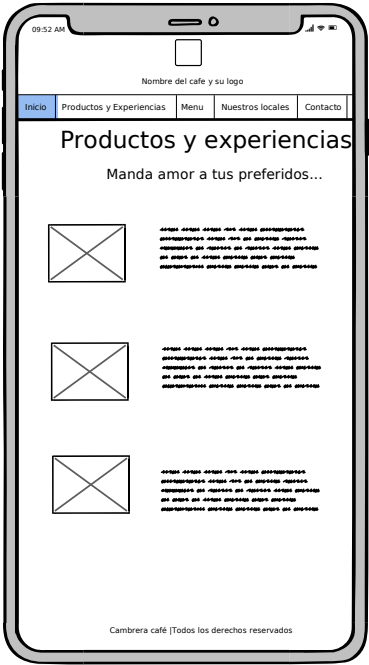 09:52 AM
Nombre del cafe y su logo
Inicio Productos y Experiencias Menu Nuestros locales Contacto
Productos y experiencias
Manda amor a tus preferidos...
Cambrera café |Todos los derechos reservados